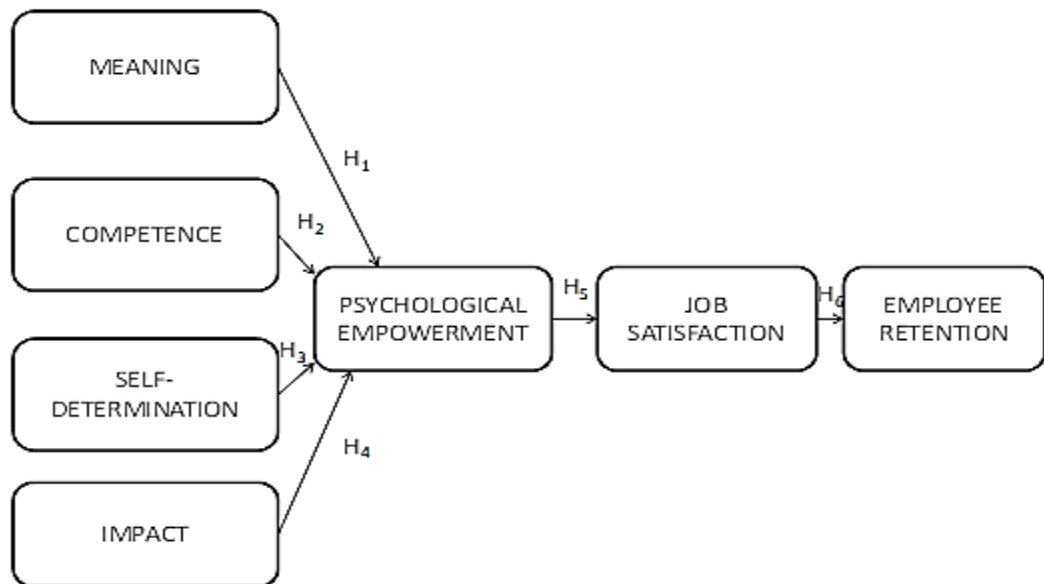 MEANING
H₁
COMPETENCE
H₂
PSYCHOLOGICAL
EMPOWERMENT
H₅
JOB
SATISFACTION
H₆
EMPLOYEE
RETENTION
H₃
SELF-
DETERMINATION
H₄
IMPACT